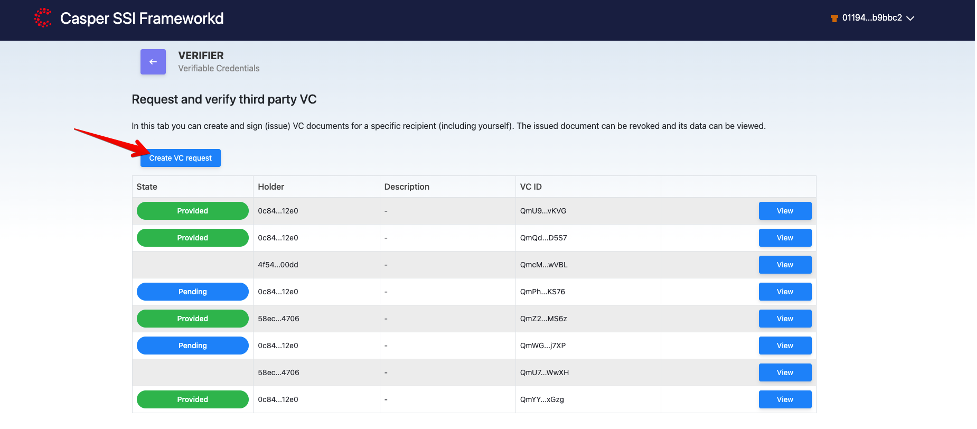 Casper SSI Frameworkd
01194...b9bbc2
VERIFIER
Verifiable Credentials
Request and verify third party VC
In this tab you can create and sign (issue) VC documents for a specific recipient (including yourself). The issued document can be revoked and its data can be viewed.
Create VC request
State Holder Description VC ID
Provided 0c84...12e0 - QmU9...vKVG View
Provided 0c84...12e0 - QmQd...D5S7 View
4f54...00dd - QmcM...wVBL View
Pending 0c84...12e0 - QmPh...KS76 View
Provided 58ec...4706 - QmZ2...MS6z View
Pending 0c84...12e0 - QmWG...j7XP View
58ec...4706 - QmU7...WwXH View
Provided 0c84...12e0 - QmYY...xGzg View